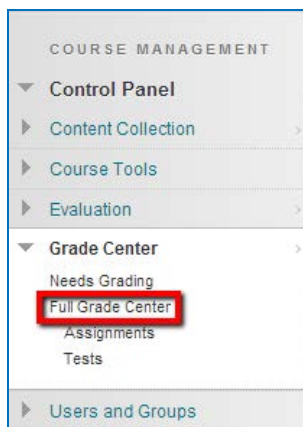 COURSE MANAGEMENT
Control Panel
Content Collection
Course Tools
Evaluation
Grade Center
Needs Grading
Full Grade Center
Assignments
Tests
Users and Groups